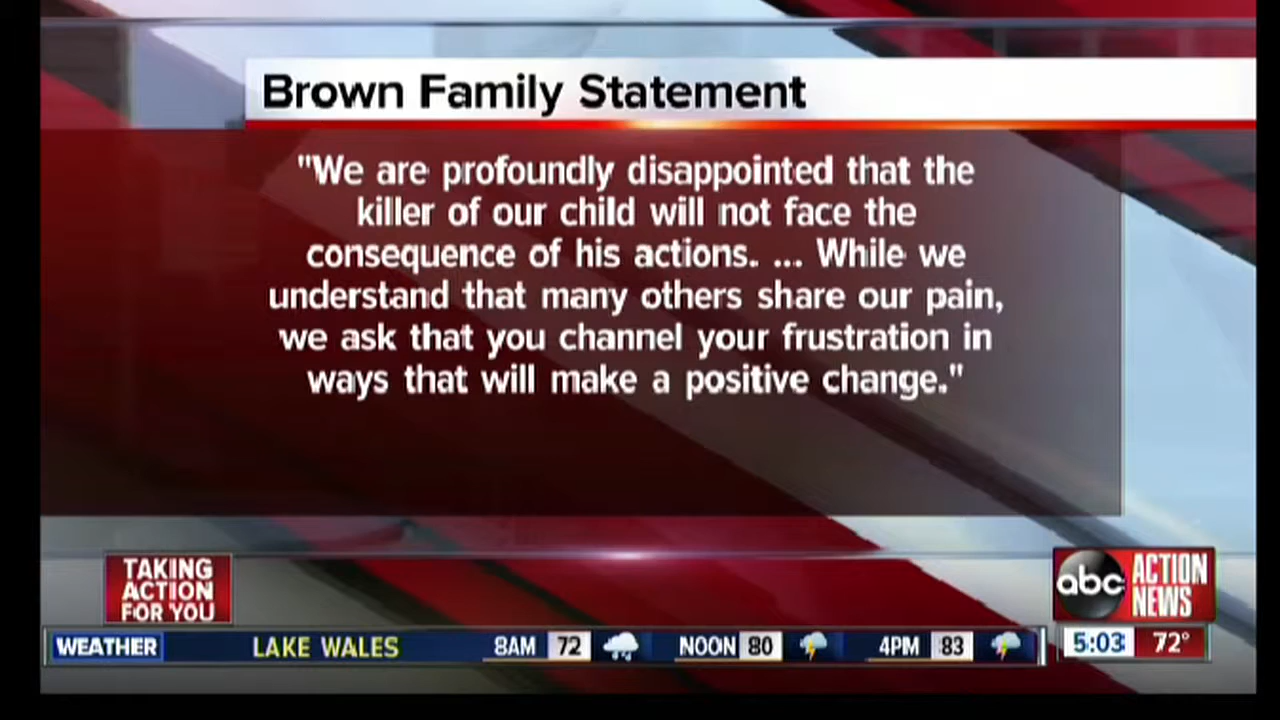 Brown Family Statement
"We are profoundly disappointed that the
killer of our child will not face the
consequence of his actions. ... While we
understand that many others share our pain,
we ask that you channel your frustration in
ways that will make a positive change."
TAKING
ACTION
FOR YOU
abc ACTION
NEWS
WEATHER LAKE WALES 8AM 72 NOON 80 4PM 83 5:03 72°